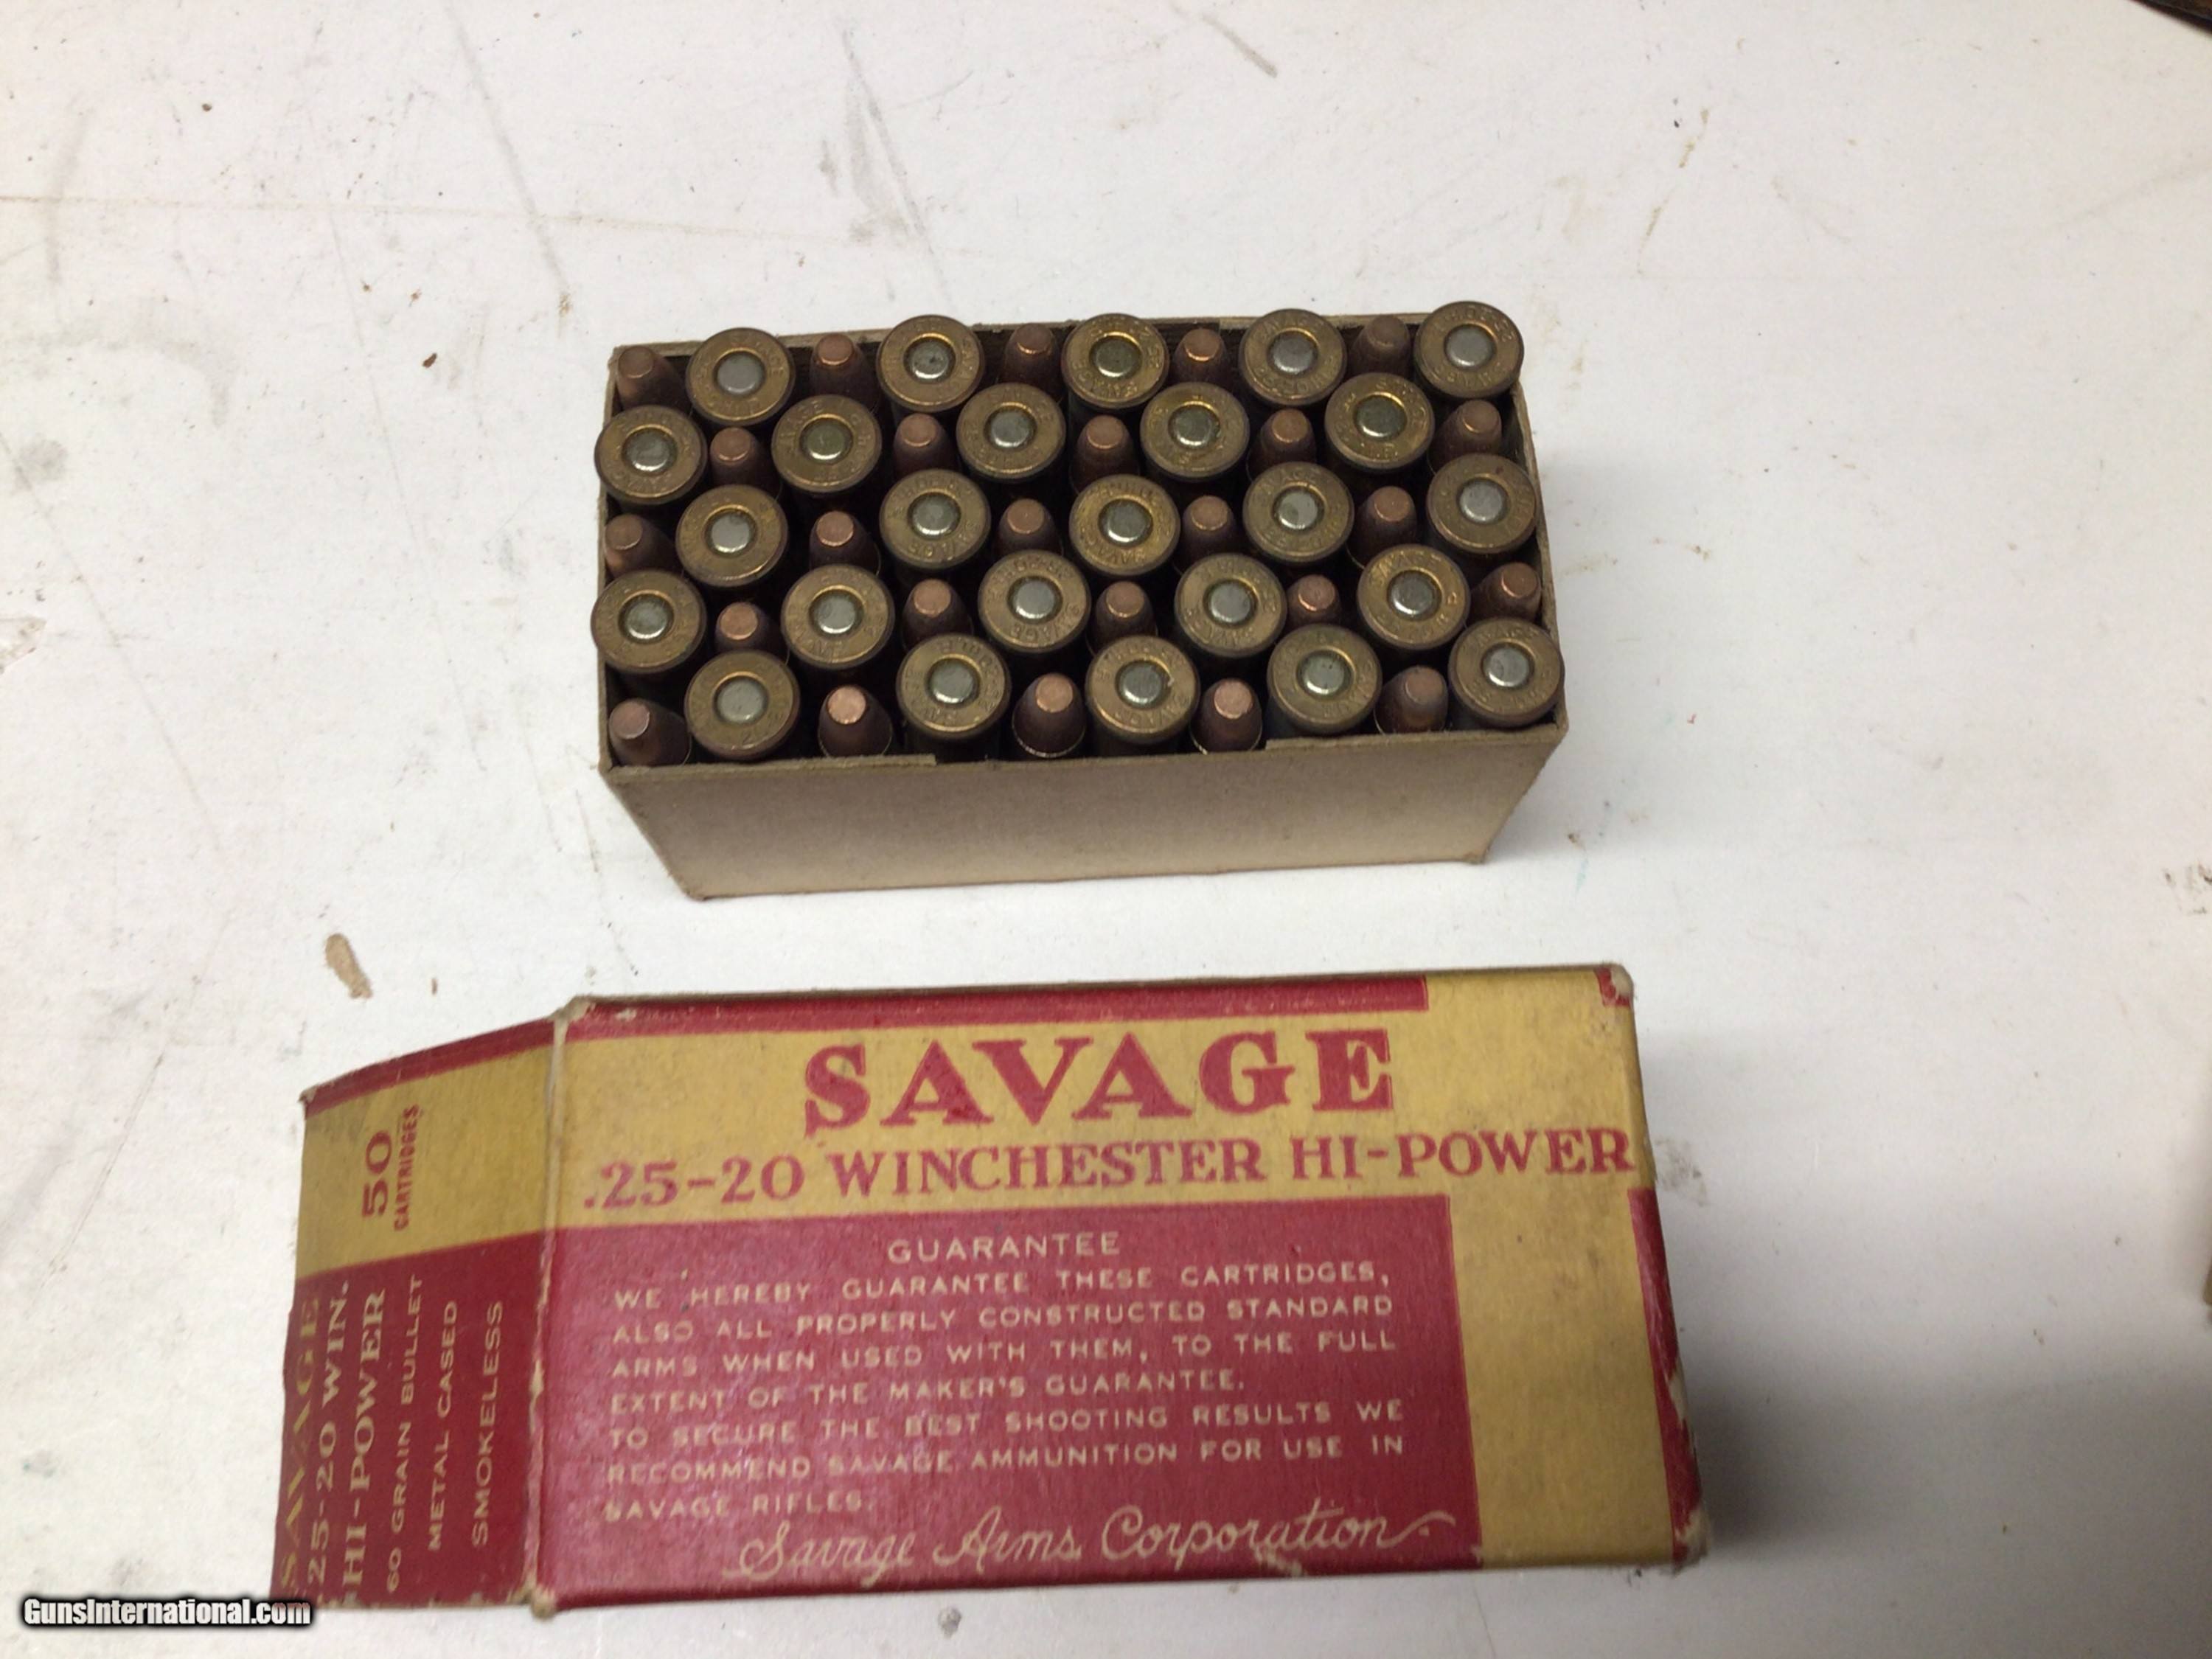 SAVAGE
.25-20 WINCHESTER HI-POWER
GUARANTEE
WE HEREBY GUARANTEE THESE CARTRIDGES,
ALSO ALL PROPERLY CONSTRUCTED STANDARD
ARMS WHEN USED WITH THEM, TO THE FULL
EXTENT OF THE MAKER'S GUARANTEE.
TO SECURE THE BEST SHOOTING RESULTS WE
RECOMMEND SAVAGE AMMUNITION FOR USE IN
SAVAGE RIFLES.
Savage Arms Corporation
50
CARTRIDGES
SAVAGE
.25-20 WIN.
HI-POWER
60 GRAIN BULLET
METAL CASED
SMOKELESS
GunsInternational.com